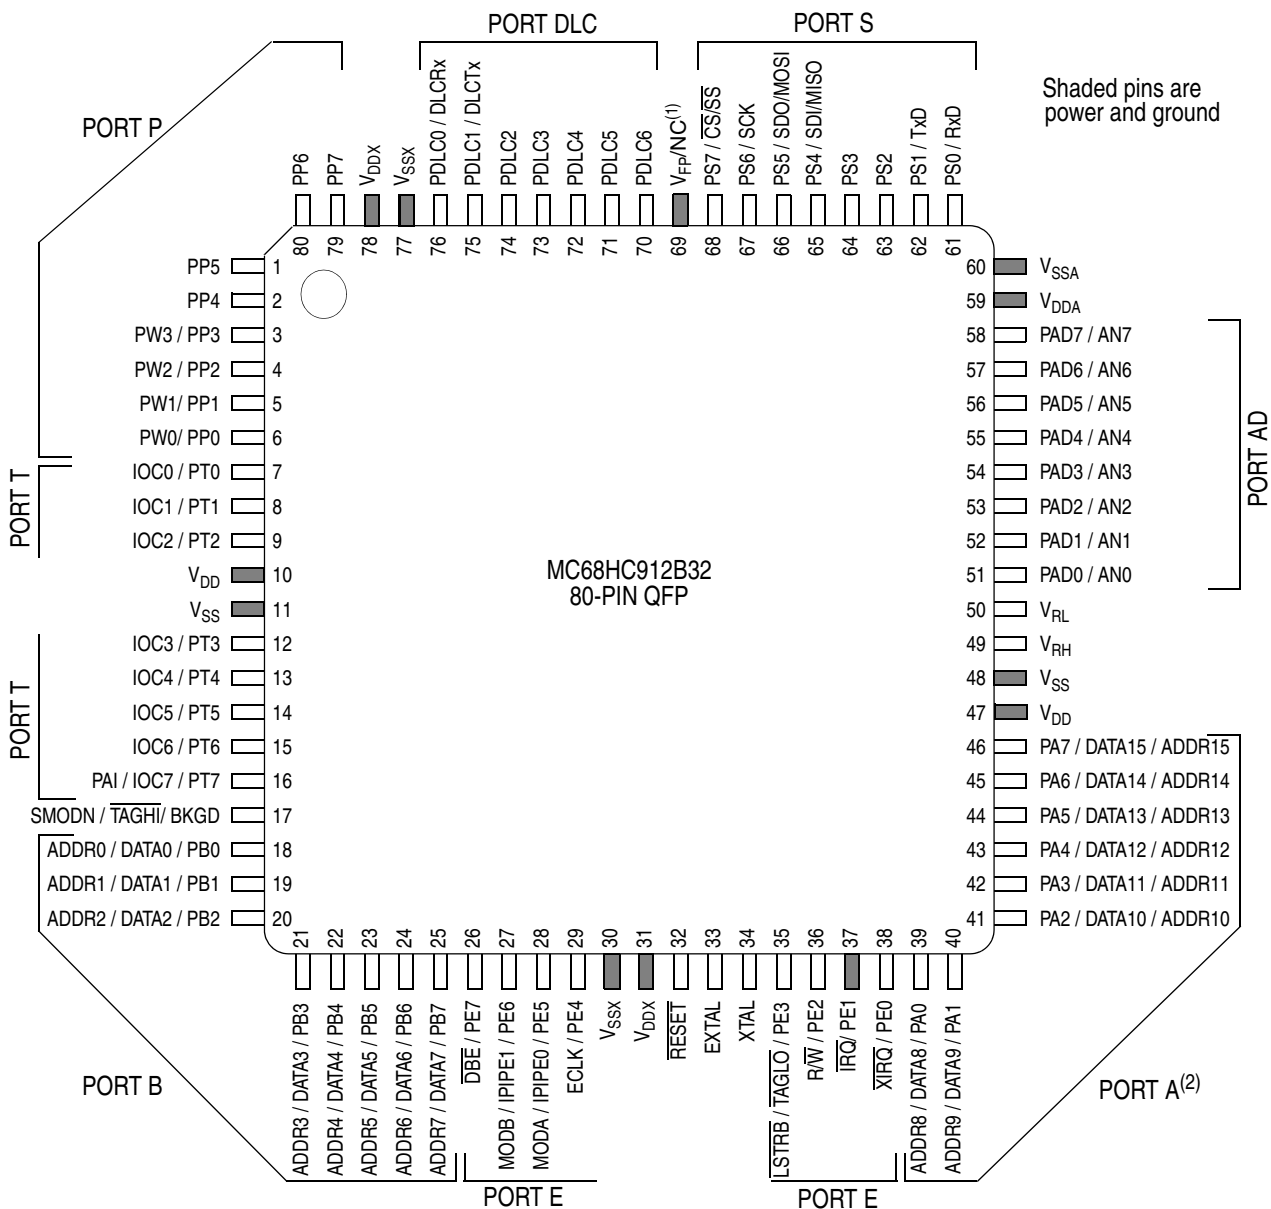 PORT DLC
PORT S
Shaded pins are
power and ground
PORT P
PP6
PP7
VDDX
VSSX
PDLC0 / DLCRx
PDLC1 / DLCTx
PDLC2
PDLC3
PDLC4
PDLC5
PDLC6
VFP/NC(1)
PS7 / CS/SS
PS6 / SCK
PS5 / SDO/MOSI
PS4 / SDI/MISO
PS3
PS2
PS1 / TxD
PS0 / RxD
80
79
78
77
76
75
74
73
72
71
70
69
68
67
66
65
64
63
62
61
PP5 1
PP4 2
PW3 / PP3 3
PW2 / PP2 4
PW1/ PP1 5
PW0/ PP0 6
IOC0 / PT0 7
IOC1 / PT1 8
IOC2 / PT2 9
VDD 10
VSS 11
IOC3 / PT3 12
IOC4 / PT4 13
IOC5 / PT5 14
IOC6 / PT6 15
PAI / IOC7 / PT7 16
SMODN / TAGHI/ BKGD 17
ADDR0 / DATA0 / PB0 18
ADDR1 / DATA1 / PB1 19
ADDR2 / DATA2 / PB2 20
PORT T
PORT T
MC68HC912B32
80-PIN QFP
60 VSSA
59 VDDA
58 PAD7 / AN7
57 PAD6 / AN6
56 PAD5 / AN5
55 PAD4 / AN4
54 PAD3 / AN3
53 PAD2 / AN2
52 PAD1 / AN1
51 PAD0 / AN0
50 VRL
49 VRH
48 VSS
47 VDD
46 PA7 / DATA15 / ADDR15
45 PA6 / DATA14 / ADDR14
44 PA5 / DATA13 / ADDR13
43 PA4 / DATA12 / ADDR12
42 PA3 / DATA11 / ADDR11
41 PA2 / DATA10 / ADDR10
PORT AD
21
22
23
24
25
26
27
28
29
30
31
32
33
34
35
36
37
38
39
40
ADDR3 / DATA3 / PB3
ADDR4 / DATA4 / PB4
ADDR5 / DATA5 / PB5
ADDR6 / DATA6 / PB6
ADDR7 / DATA7 / PB7
DBE / PE7
MODB / IPIPE1 / PE6
MODA / IPIPE0 / PE5
ECLK / PE4
VSSX
VDDX
RESET
EXTAL
XTAL
LSTRB / TAGLO / PE3
R/W / PE2
IRQ/ PE1
XIRQ / PE0
ADDR8 / DATA8 / PA0
ADDR9 / DATA9 / PA1
PORT B
PORT A(2)
PORT E
PORT E